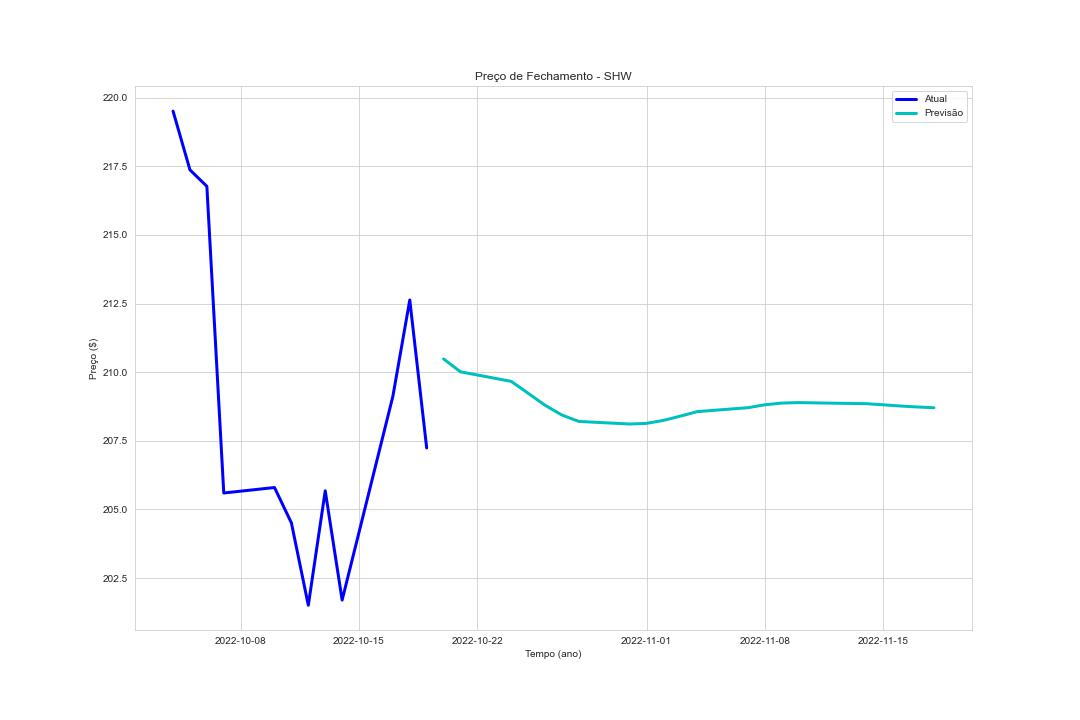 Preço de Fechamento - SHW
Atual
Previsão
Preço ($)
220.0
217.5
215.0
212.5
210.0
207.5
205.0
202.5
2022-10-08
2022-10-15
2022-10-22
2022-11-01
2022-11-08
2022-11-15
Tempo (ano)